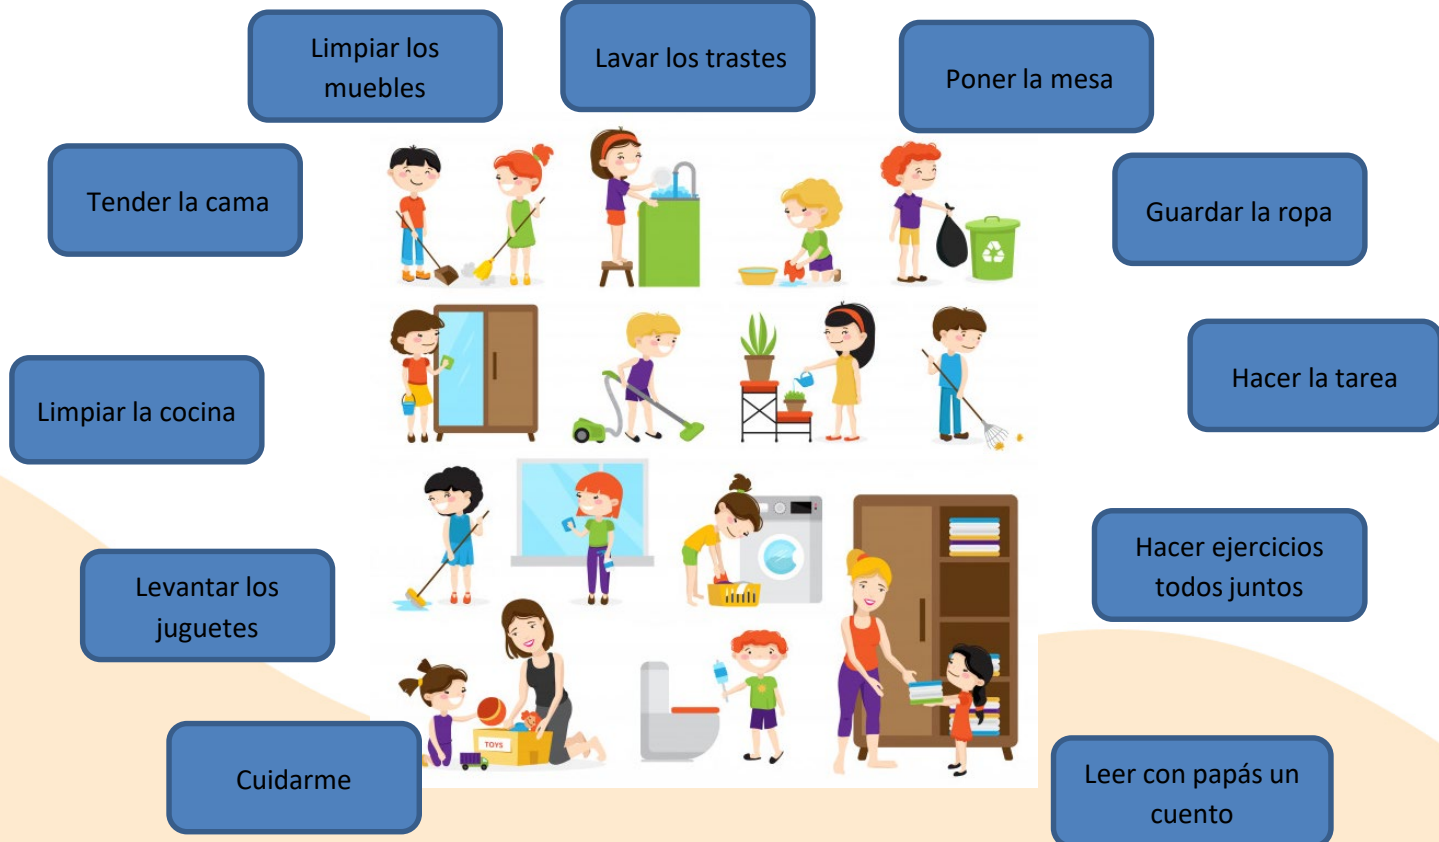 Limpiar los
muebles
Lavar los trastes
Poner la mesa
Tender la cama
Guardar la ropa
Limpiar la cocina
Hacer la tarea
Levantar los
juguetes
Hacer ejercicios
todos juntos
TOYS
Cuidarme
Leer con papás un
cuento